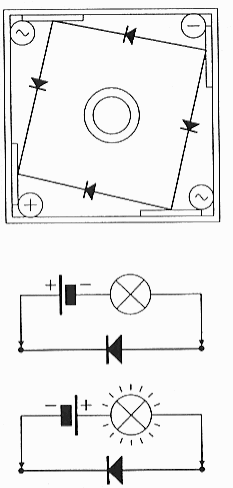 ~ −
+ ~
+ −
− +